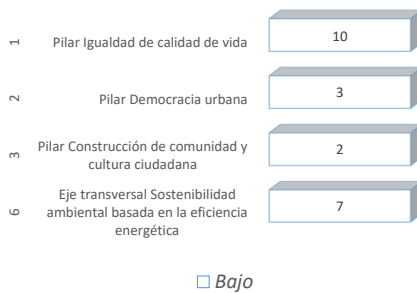 1
Pilar Igualdad de calidad de vida
10
2
Pilar Democracia urbana
3
3
Pilar Construcción de comunidad y
cultura ciudadana
2
6
Eje transversal Sostenibilidad
ambiental basada en la eficiencia
energética
7
Bajo